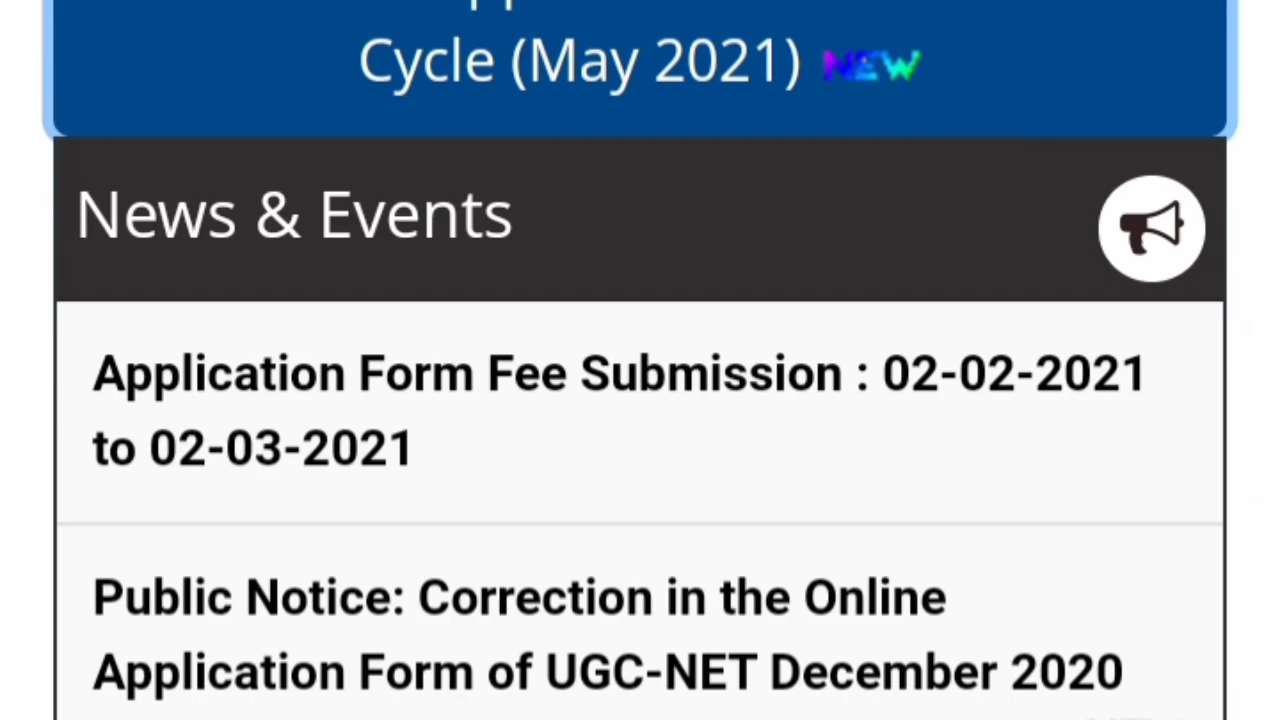 Cycle (May 2021) NEW
News & Events
Application Form Fee Submission : 02-02-2021
to 02-03-2021
Public Notice: Correction in the Online
Application Form of UGC-NET December 2020